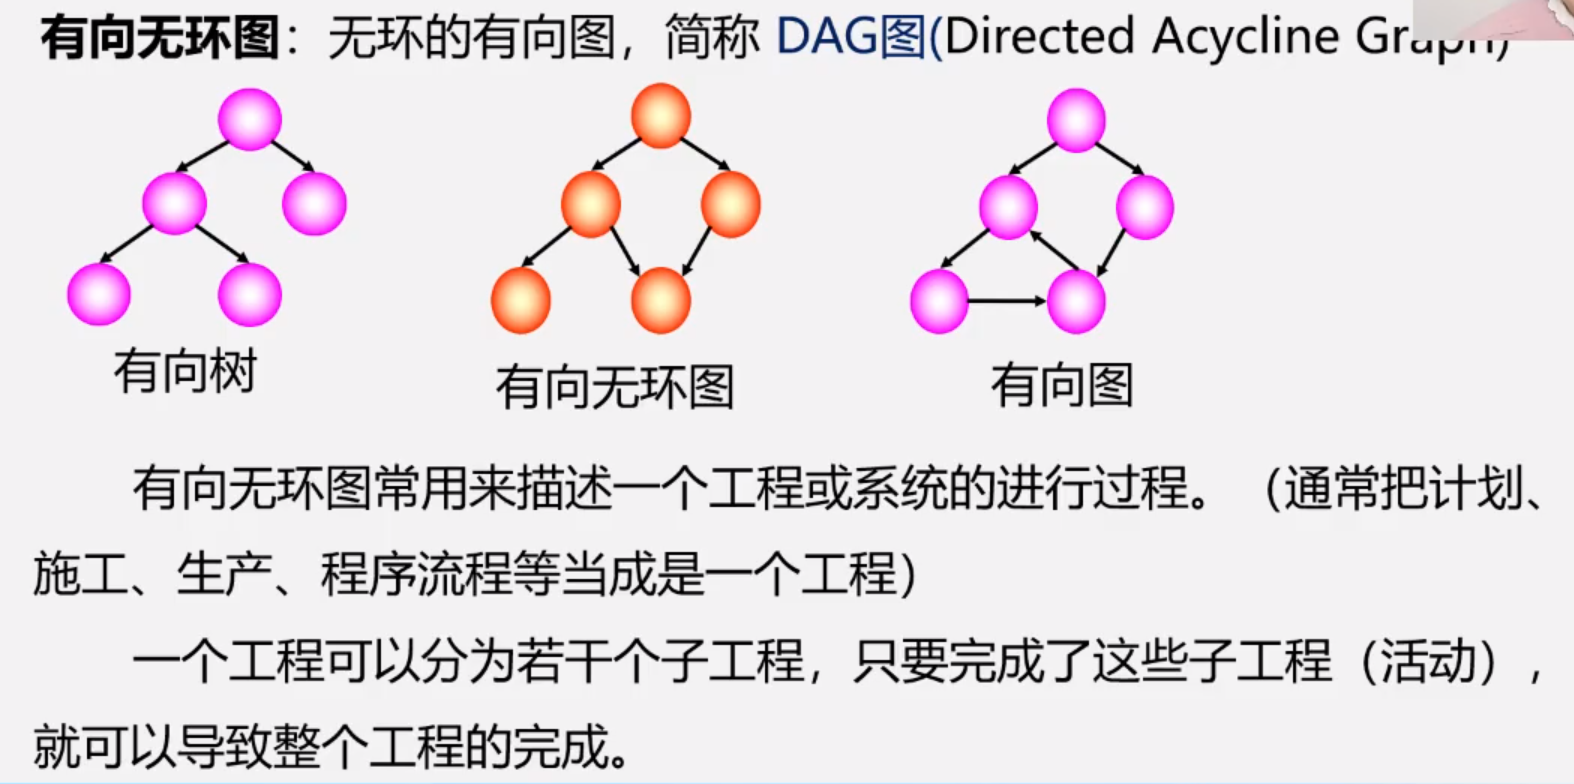 有向无环图：无环的有向图，简称 DAG图(Directed Acycline Graph)
有向树
有向无环图
有向图
有向无环图常用来描述一个工程或系统的进行过程。（通常把计划、
施工、生产、程序流程等当成是一个工程）
一个工程可以分为若干个子工程，只要完成了这些子工程（活动），
就可以导致整个工程的完成。